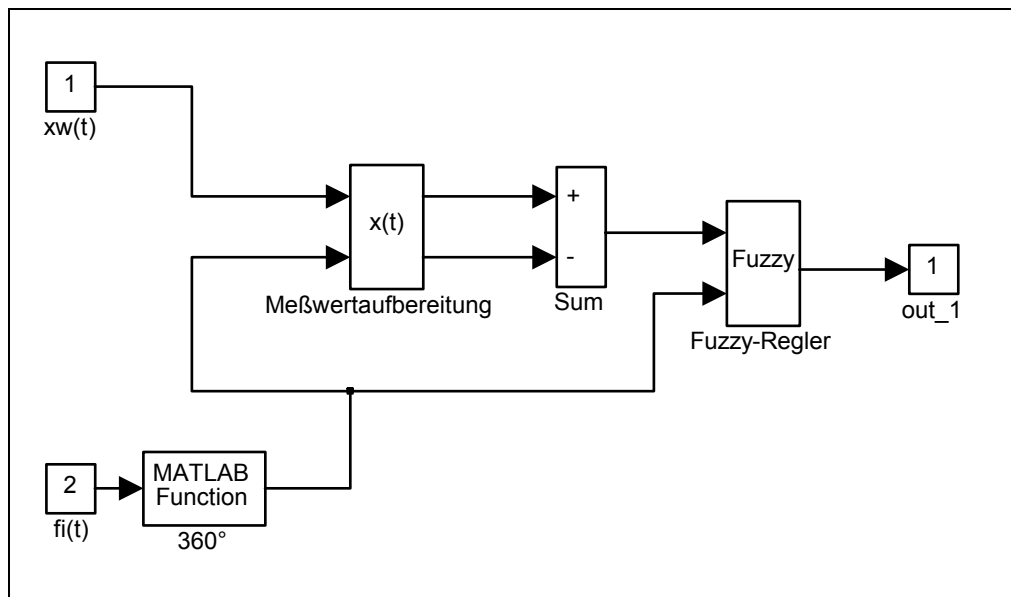 1
xw(t)
x(t)
Meßwertaufbereitung
+
-
Sum
Fuzzy
Fuzzy-Regler
1
out_1
2
fi(t)
MATLAB
Function
360°